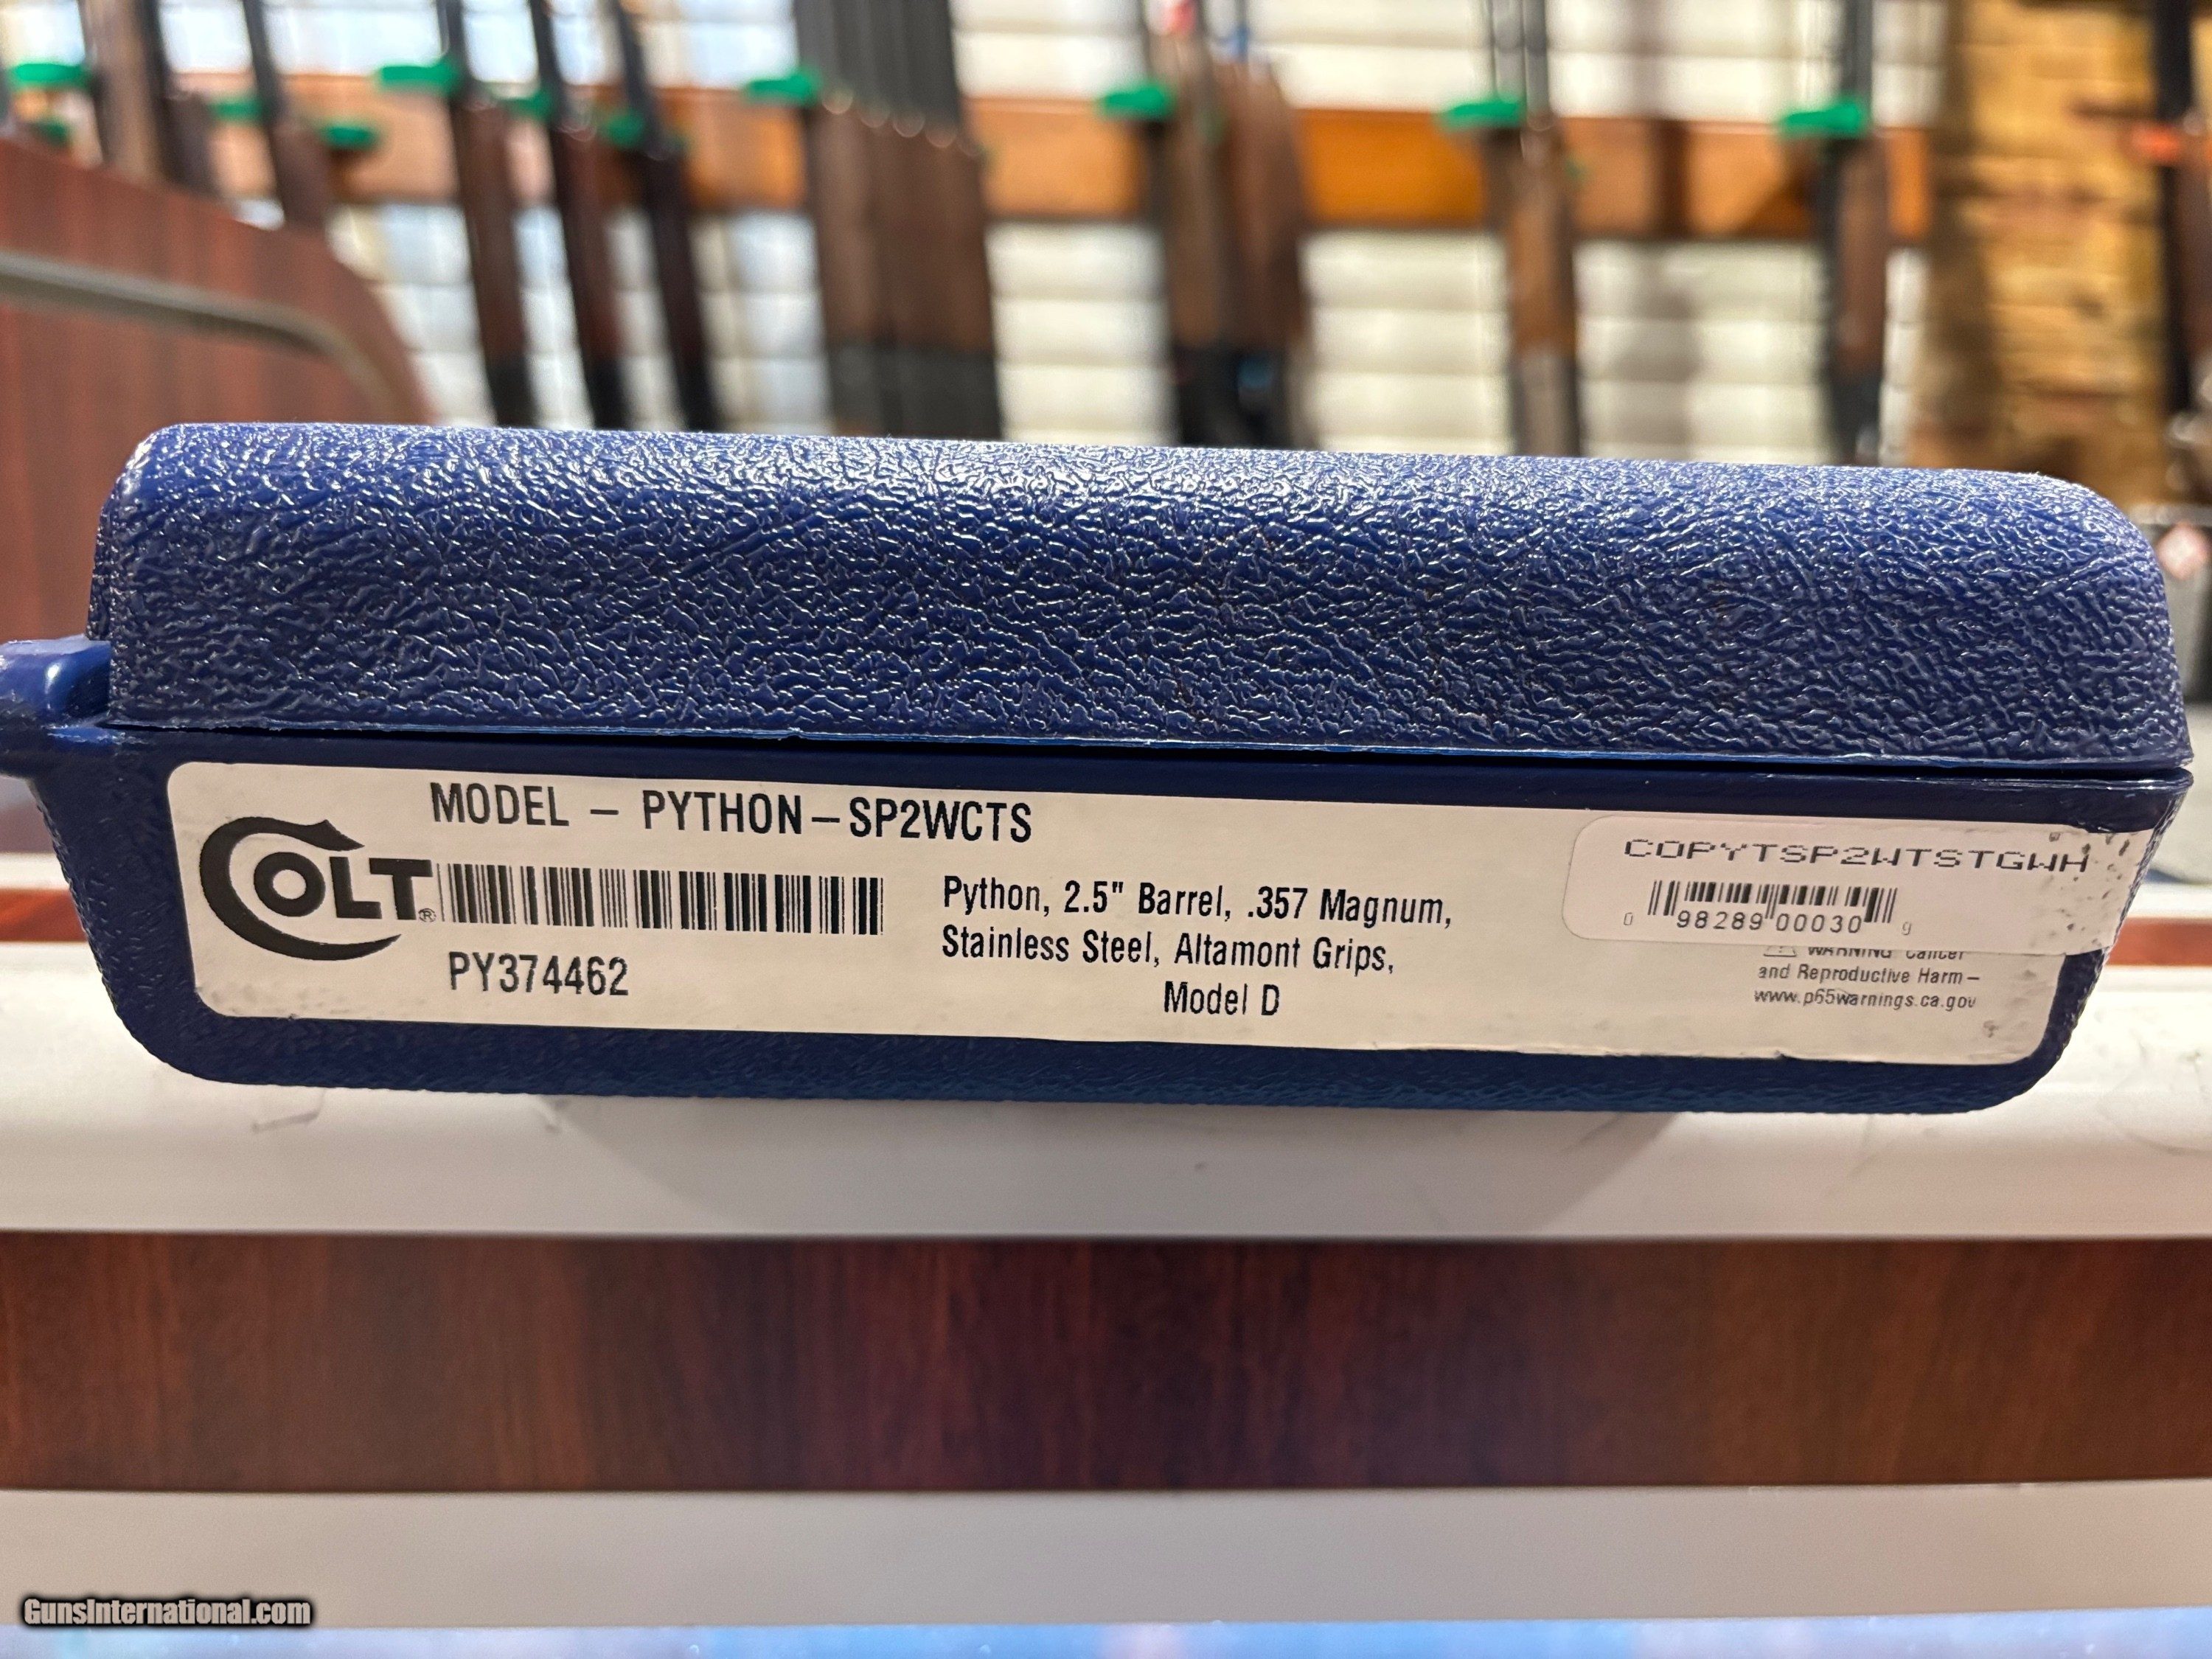 MODEL – PYTHON–SP2WCTS
COLT®
PY374462
Python, 2.5" Barrel, .357 Magnum,
Stainless Steel, Altamont Grips,
Model D
COPYTSP2WTSTGWH
0 98289 00030 9
WARNING Cancer
and Reproductive Harm –
www.p65warnings.ca.gov
GunsInternational.com